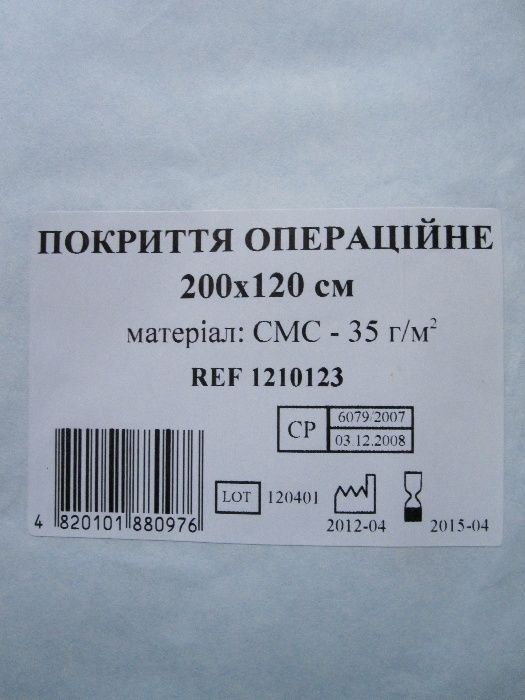 ПОКРИТТЯ ОПЕРАЦІЙНЕ
200х120 см
матеріал: СМС - 35 г/м²
REF 1210123
СР
6079/2007
03.12.2008
LOT 120401
2012-04
2015-04
4 820101 880976